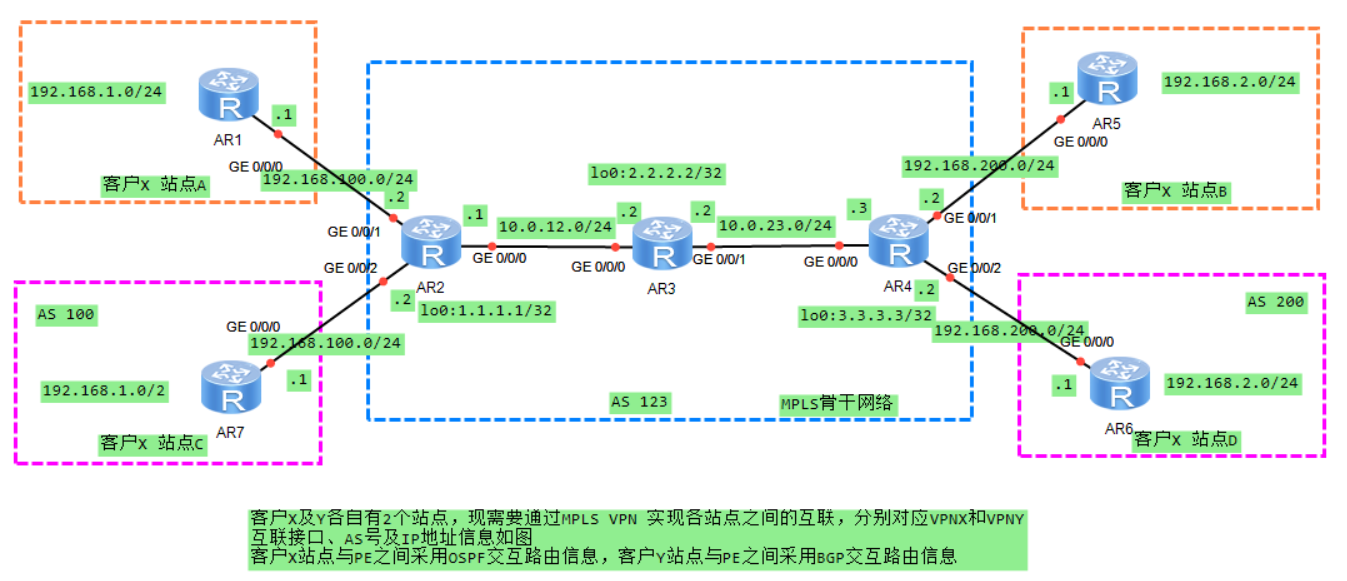 192.168.1.0/24
AR1
.1
GE 0/0/0
客户X 站点A
192.168.100.0/24
.2
GE 0/0/1
GE 0/0/2
AR2
.1
GE 0/0/0
.2
lo0:1.1.1.1/32
10.0.12.0/24
lo0:2.2.2.2/32
.2
GE 0/0/0
AR3
.2
GE 0/0/1
10.0.23.0/24
.3
GE 0/0/0
AR4
lo0:3.3.3.3/32
.2
GE 0/0/1
GE 0/0/2
.2
192.168.200.0/24
.1
GE 0/0/0
AR5
192.168.2.0/24
客户X 站点B
AS 100
GE 0/0/0
192.168.100.0/24
192.168.1.0/2
.1
AR7
客户X 站点C
AS 123
MPLS骨干网络
AS 200
192.168.200.0/24
GE 0/0/0
.1
AR6
192.168.2.0/24
客户X 站点D
客户X及Y各自有2个站点，现需要通过MPLS VPN 实现各站点之间的互联，分别对应VPNX和VPNY
互联接口、AS号及IP地址信息如图
客户X站点与PE之间采用OSPF交互路由信息，客户Y站点与PE之间采用BGP交互路由信息